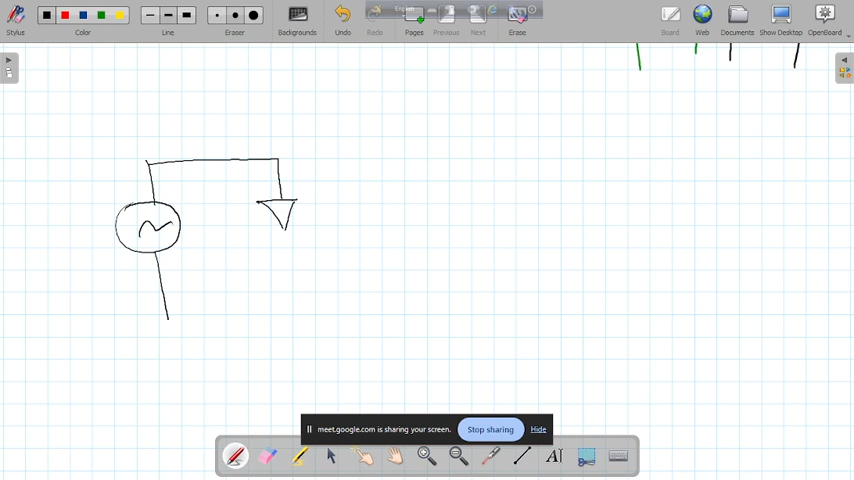 English
Stylus
Color
Line
Eraser
Backgrounds
Undo
Redo
Pages
Previous
Next
Erase
Board
Web
Documents
Show Desktop
OpenBoard
meet.google.com is sharing your screen.
Stop sharing
Hide